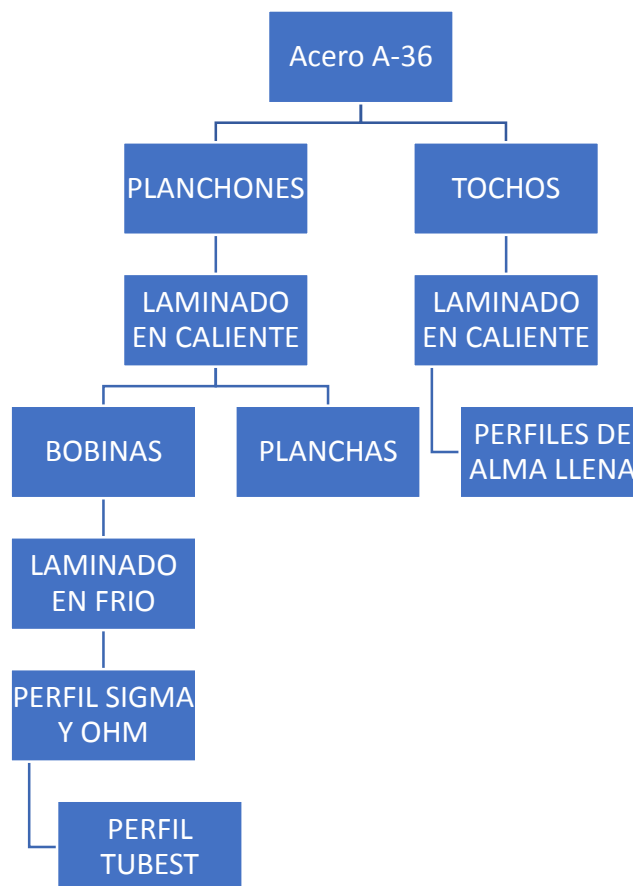 Acero A-36
PLANCHONES
TOCHOS
LAMINADO
EN CALIENTE
LAMINADO
EN CALIENTE
BOBINAS
PLANCHAS
PERFILES DE
ALMA LLENA
LAMINADO
EN FRIO
PERFIL SIGMA
Y OHM
PERFIL
TUBEST